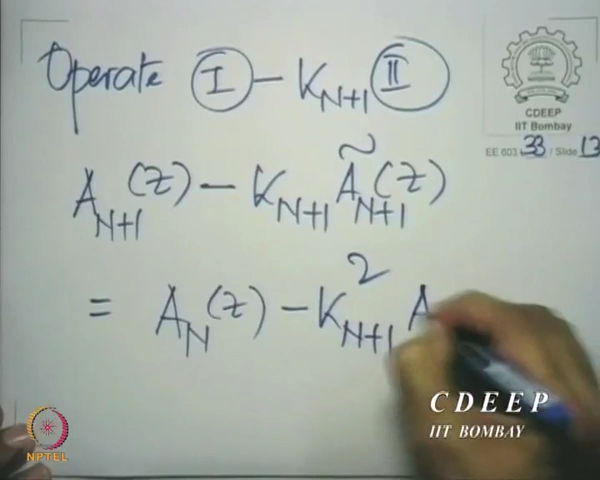 Operate Ⓘ - K_{N+1} Ⓘⓘ
CDEEP
IIT Bombay
EE 603 33 / Slide 13
A_{N+1}(z) - K_{N+1} Ã_{N+1}(z)
= A_N(z) - K²_{N+1} A
CDEEP
IIT BOMBAY
NPTEL